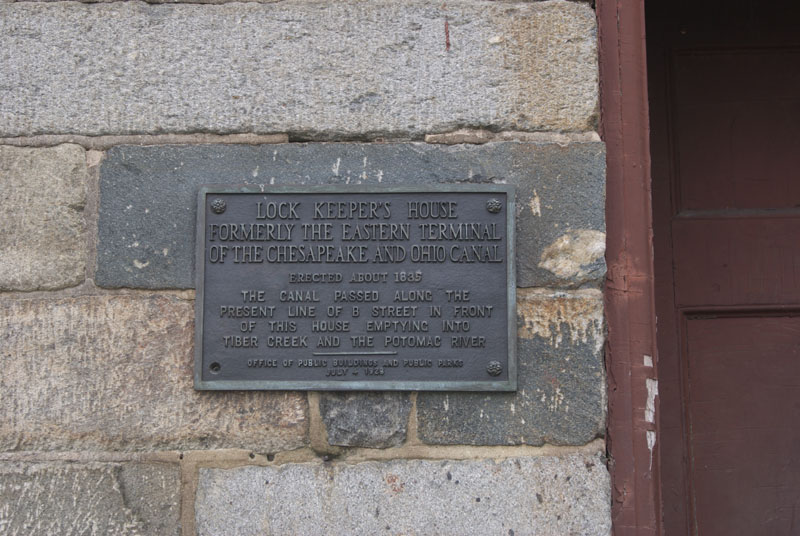 LOCK KEEPER'S HOUSE
FORMERLY THE EASTERN TERMINAL
OF THE CHESAPEAKE AND OHIO CANAL
ERECTED ABOUT 1835
THE CANAL PASSED ALONG THE
PRESENT LINE OF B STREET IN FRONT
OF THIS HOUSE EMPTYING INTO
TIBER CREEK AND THE POTOMAC RIVER
OFFICE OF PUBLIC BUILDINGS AND PUBLIC PARKS
JULY 4 1928